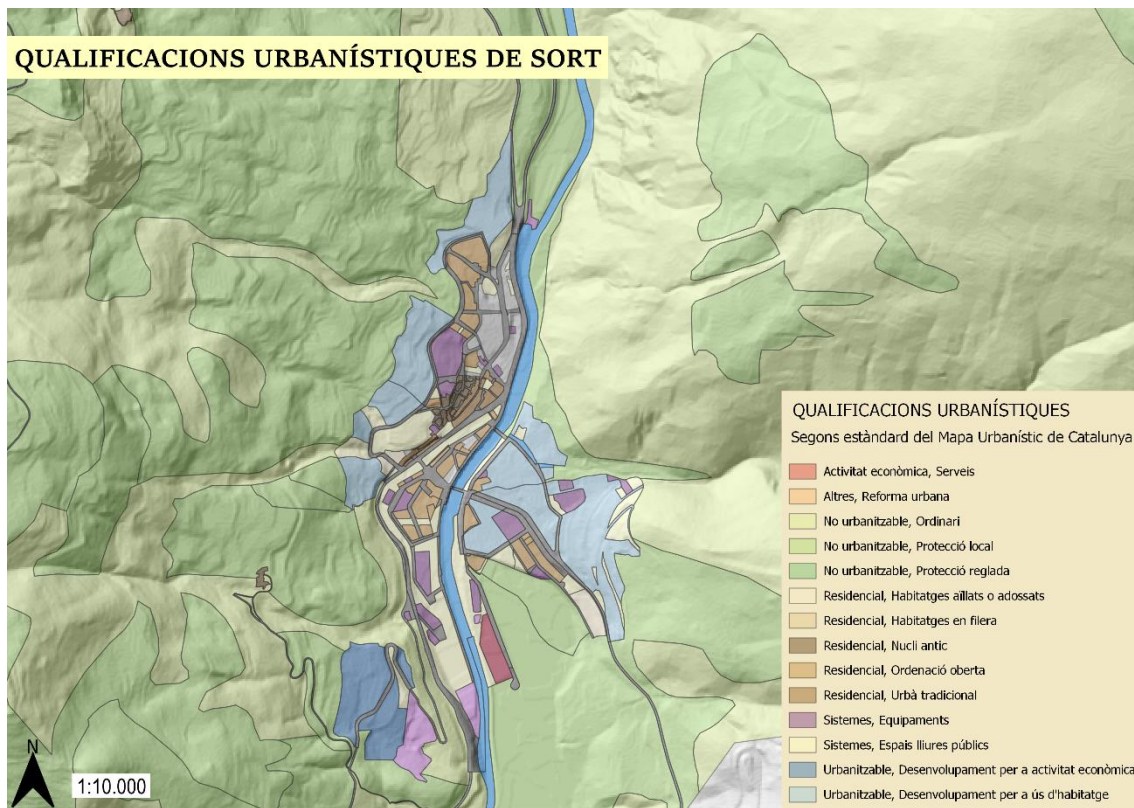 QUALIFICACIONS URBANÍSTIQUES DE SORT
QUALIFICACIONS URBANÍSTIQUES
Segons estàndard del Mapa Urbanístic de Catalunya
Activitat econòmica, Serveis
Altres, Reforma urbana
No urbanitzable, Ordinari
No urbanitzable, Protecció local
No urbanitzable, Protecció reglada
Residencial, Habitatges aïllats o adossats
Residencial, Habitatges en filera
Residencial, Nucli antic
Residencial, Ordenació oberta
Residencial, Urbà tradicional
Sistemes, Equipaments
Sistemes, Espais lliures públics
Urbanitzable, Desenvolupament per a activitat econòmica
Urbanitzable, Desenvolupament per a ús d'habitatge
N
1:10.000